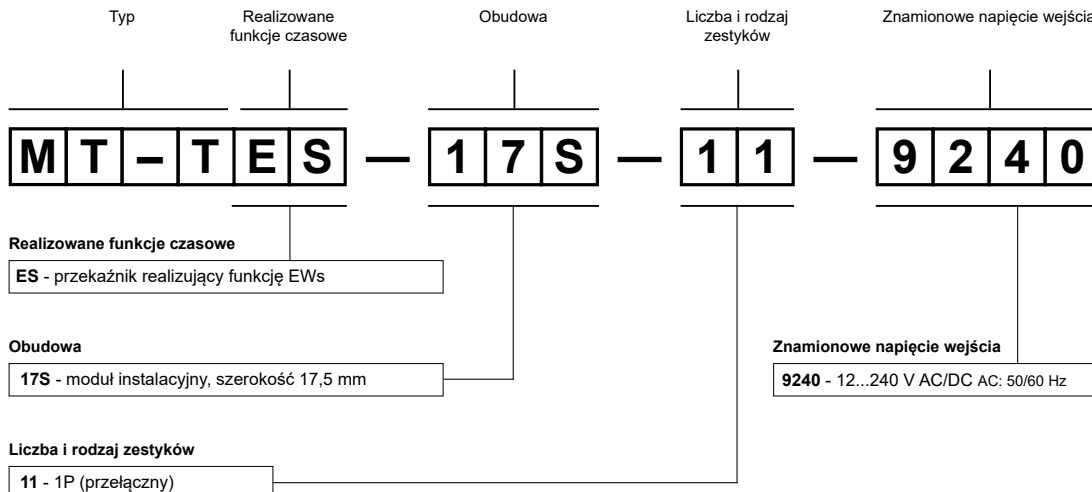 Typ
Realizowane
funkcje czasowe
Obudowa
Liczba i rodzaj
zestyków
Znamionowe napięcie wejścia
MT–TES — 17S — 11 — 9240
Realizowane funkcje czasowe
ES - przekaźnik realizujący funkcję EWs
Obudowa
17S - moduł instalacyjny, szerokość 17,5 mm
Znamionowe napięcie wejścia
9240 - 12...240 V AC/DC AC: 50/60 Hz
Liczba i rodzaj zestyków
11 - 1P (przełączny)